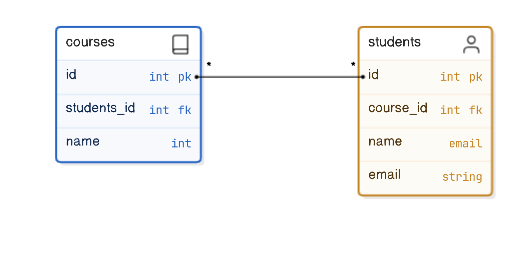 courses
id int pk
students_id int fk
name int
* *
students
id int pk
course_id int fk
name email
email string